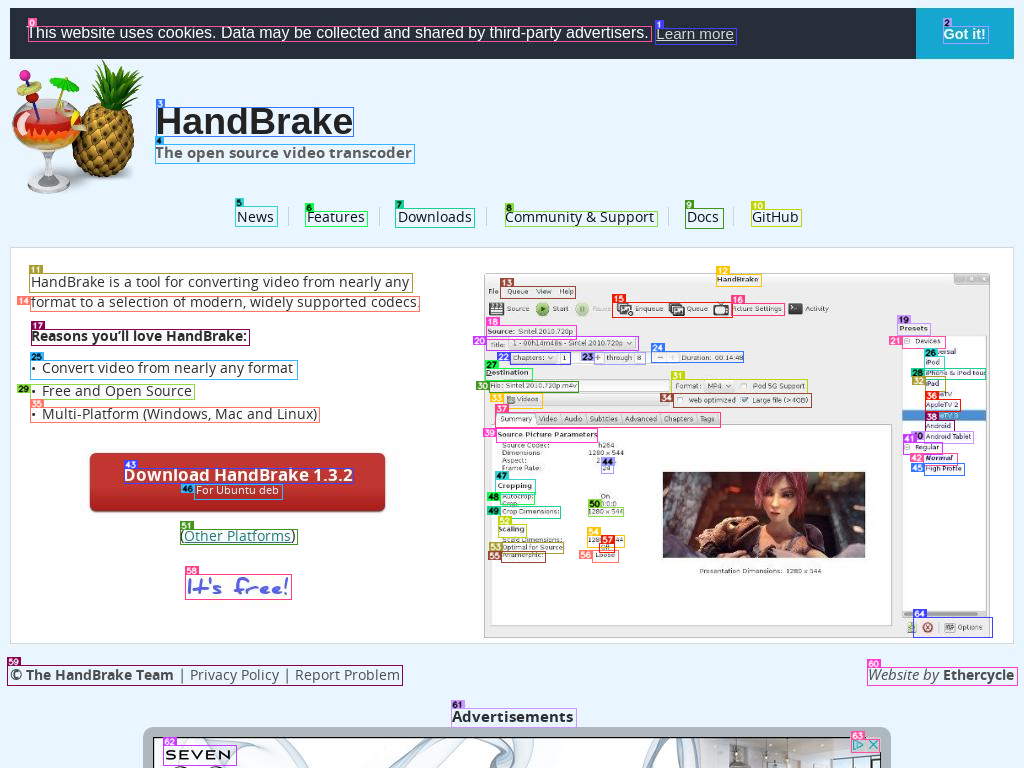 This website uses cookies. Data may be collected and shared by third-party advertisers. Learn more
Got it!
HandBrake
The open source video transcoder
News
Features
Downloads
Community & Support
Docs
GitHub
HandBrake is a tool for converting video from nearly any
format to a selection of modern, widely supported codecs.
Reasons you'll love HandBrake:
• Convert video from nearly any format
• Free and Open Source
• Multi-Platform (Windows, Mac and Linux)
Download HandBrake 1.3.2
For Ubuntu deb
(Other Platforms)
It's free!
HandBrake
File Queue View Help
Source Start Pause Enqueue Queue Picture Settings Activity
Source: Sintel.2010.720p
Title: 1 - 00h14m48s - Sintel 2010.720p
Chapters: 1 through 8 Duration: 00:14:48
Destination
File: Sintel.2010.720p.m4v
Format: MP4 iPod 5G Support
Videos
Web optimized Large file (> 4GB)
Summary Video Audio Subtitles Advanced Chapters Tags
Source Picture Parameters
Source Codec: h264
Dimensions 1280 x 544
Aspect:
Frame Rate: 24
Cropping
Autocrop: On
Crop Dimensions: 1280 x 544
Scaling
Scale Dimensions:
Optimal for Source Off
Anamorphic: Loose
Presentation Dimensions: 1280 x 544
Presets
Devices
iPod
iPhone & iPod touch
iPad
AppleTV 2
Android
Android Tablet
Regular
Normal
High Profile
Options
© The HandBrake Team | Privacy Policy | Report Problem
Website by Ethercycle
Advertisements
SEVEN